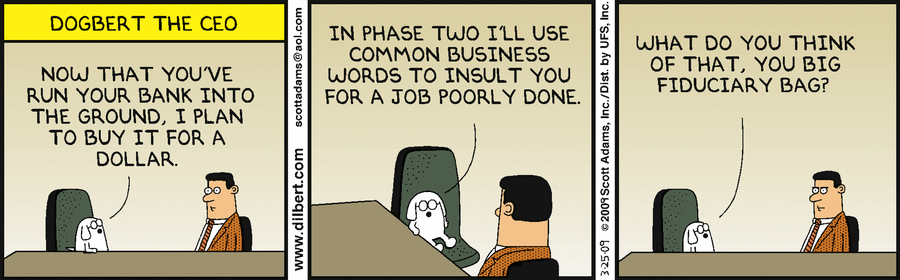 DOGBERT THE CEO
NOW THAT YOU'VE
RUN YOUR BANK INTO
THE GROUND, I PLAN
TO BUY IT FOR A
DOLLAR.
www.dilbert.com
scottadams@aol.com
IN PHASE TWO I'LL USE
COMMON BUSINESS
WORDS TO INSULT YOU
FOR A JOB POORLY DONE.
3-25-09 ©2009 Scott Adams, Inc./Dist. by UFS, Inc.
WHAT DO YOU THINK
OF THAT, YOU BIG
FIDUCIARY BAG?